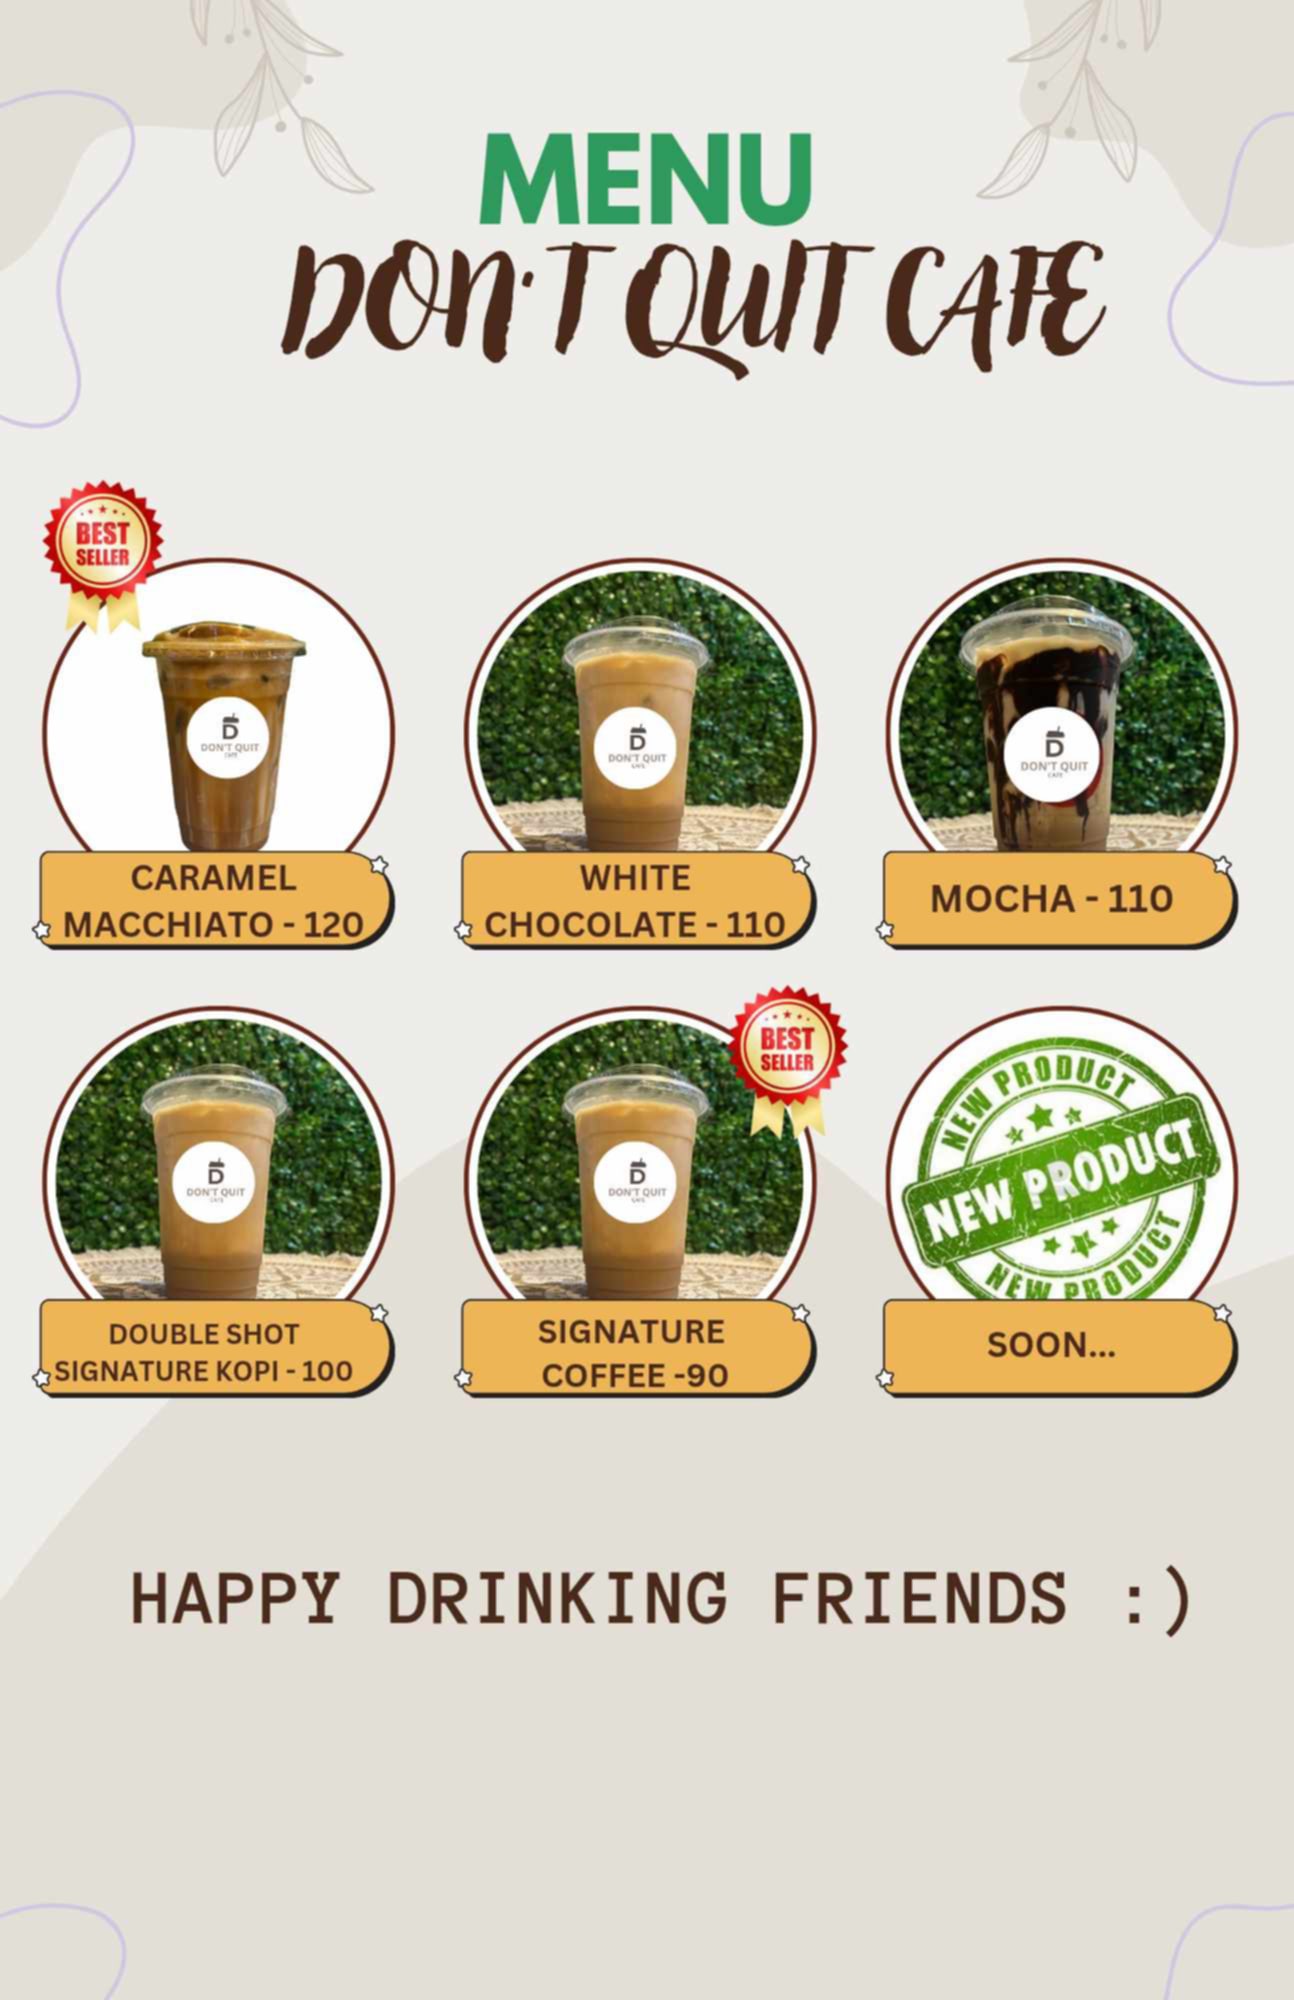 MENU
DON'T QUIT CAFE
BEST
SELLER
D
DON'T QUIT
CAFE
D
DON'T QUIT
CAFE
D
DON'T QUIT
CAFE
CARAMEL
MACCHIATO - 120
WHITE
CHOCOLATE - 110
MOCHA - 110
D
DON'T QUIT
CAFE
D
DON'T QUIT
CAFE
BEST
SELLER
NEW PRODUCT
NEW PRODUCT
NEW PRODUCT
DOUBLE SHOT
SIGNATURE KOPI - 100
SIGNATURE
COFFEE -90
SOON...
HAPPY DRINKING FRIENDS :)